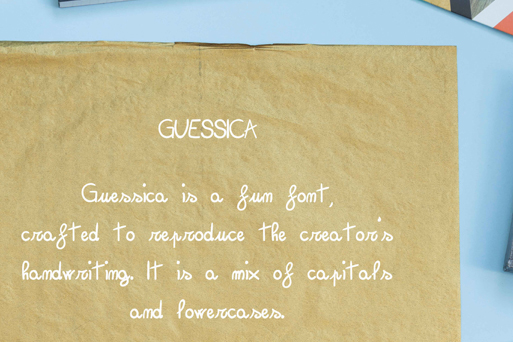 GUESSICA
Guessica is a fun font,
crafted to reproduce the creator's
handwriting. It is a mix of capitals
and lowercases.